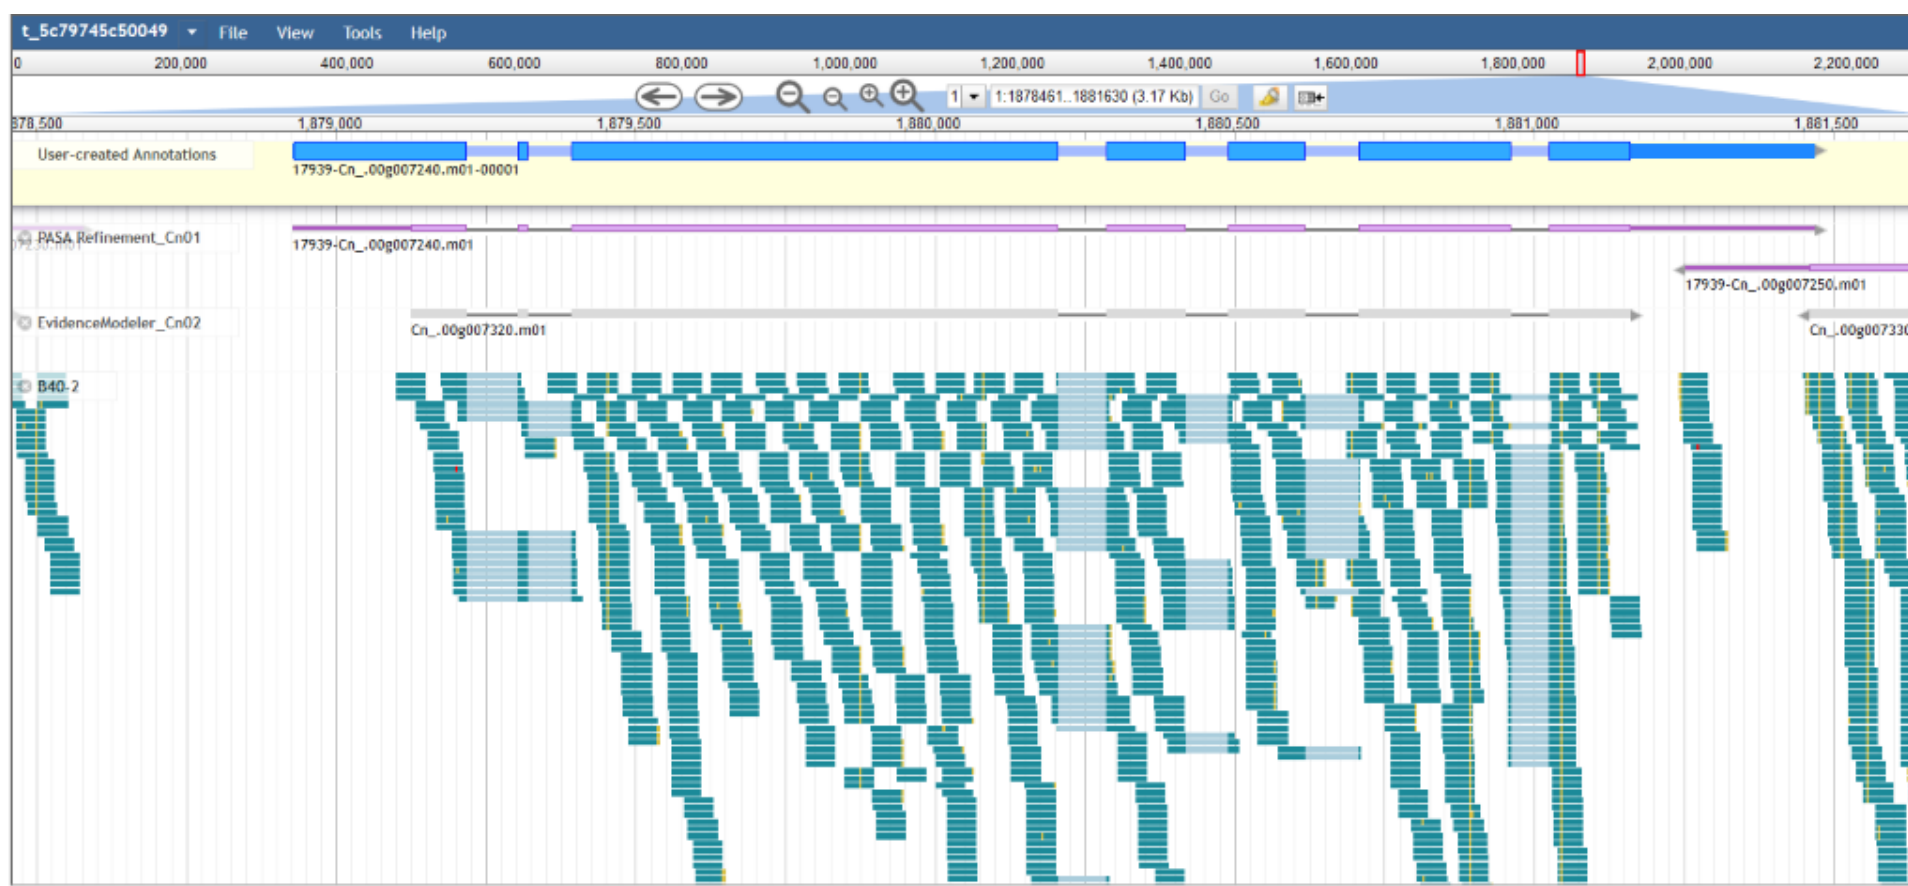 t_5c79745c50049 File View Tools Help
0 200,000 400,000 600,000 800,000 1,000,000 1,200,000 1,400,000 1,600,000 1,800,000 2,000,000 2,200,000
1 1:1878461..1881630 (3.17 Kb) Go
378,500 1,879,000 1,879,500 1,880,000 1,880,500 1,881,000 1,881,500
User-created Annotations
17939-Cn_.00g007240.m01-00001
PASA Refinement_Cn01
17939-Cn_.00g007240.m01
17939-Cn_.00g007250.m01
EvidenceModeler_Cn02
Cn_.00g007320.m01
Cn_.00g007330
B40-2